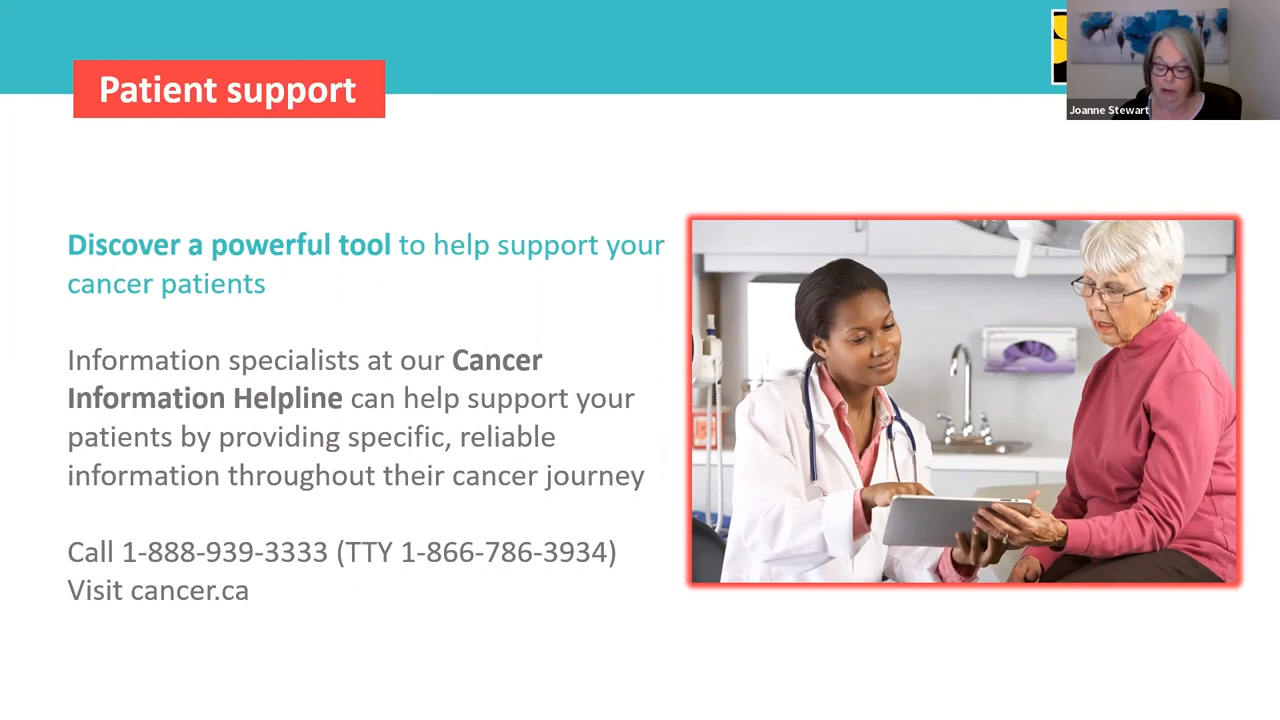 Patient support
Joanne Stewart
Discover a powerful tool to help support your
cancer patients
Information specialists at our Cancer
Information Helpline can help support your
patients by providing specific, reliable
information throughout their cancer journey
Call 1-888-939-3333 (TTY 1-866-786-3934)
Visit cancer.ca